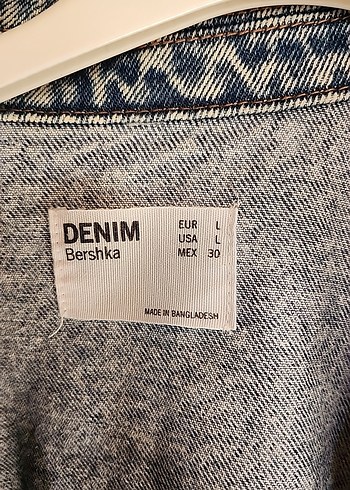 DENIM
Bershka
EUR L
USA L
MEX 30
MADE IN BANGLADESH